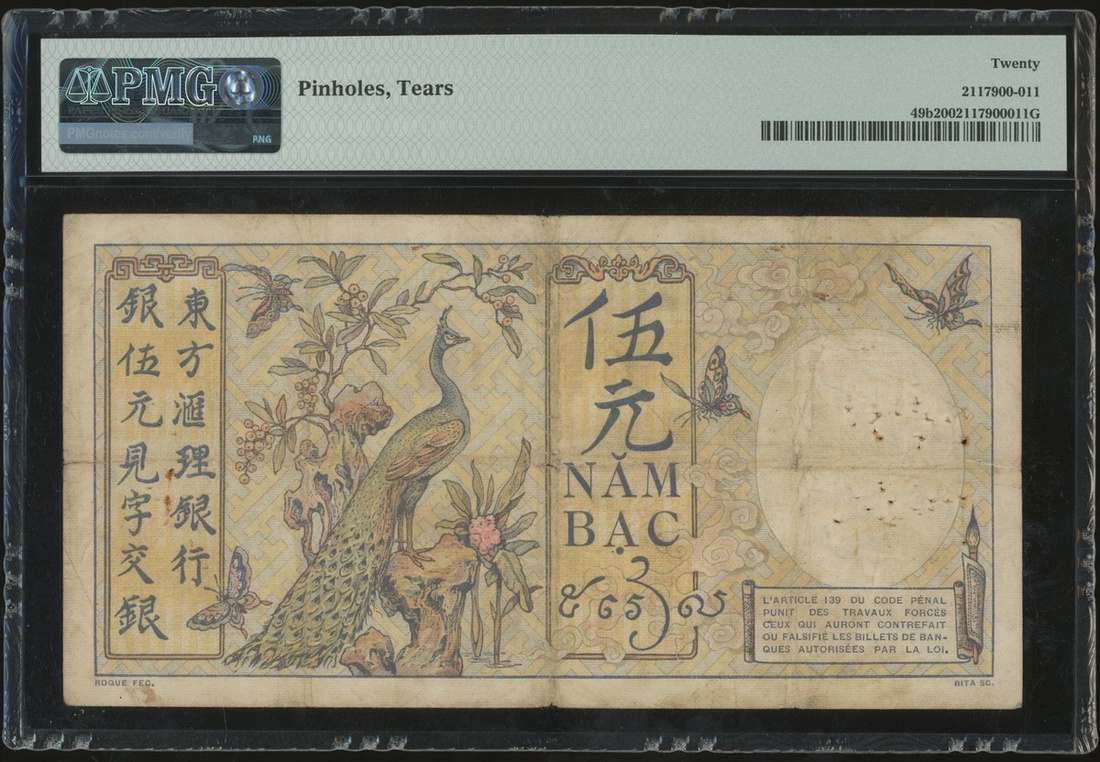 PMG
PMGnotes.com/verify
PNG
Pinholes, Tears
Twenty
2117900-011
49b2002117900011G
東方滙理銀行
銀伍元見字交銀
伍元
NĂM
BẠC
L'ARTICLE 139 DU CODE PÉNAL
PUNIT DES TRAVAUX FORCÉS
CEUX QUI AURONT CONTREFAIT
OU FALSIFIÉ LES BILLETS DE BAN-
QUES AUTORISÉES PAR LA LOI.
ROQUE FEC.
RITA SC.